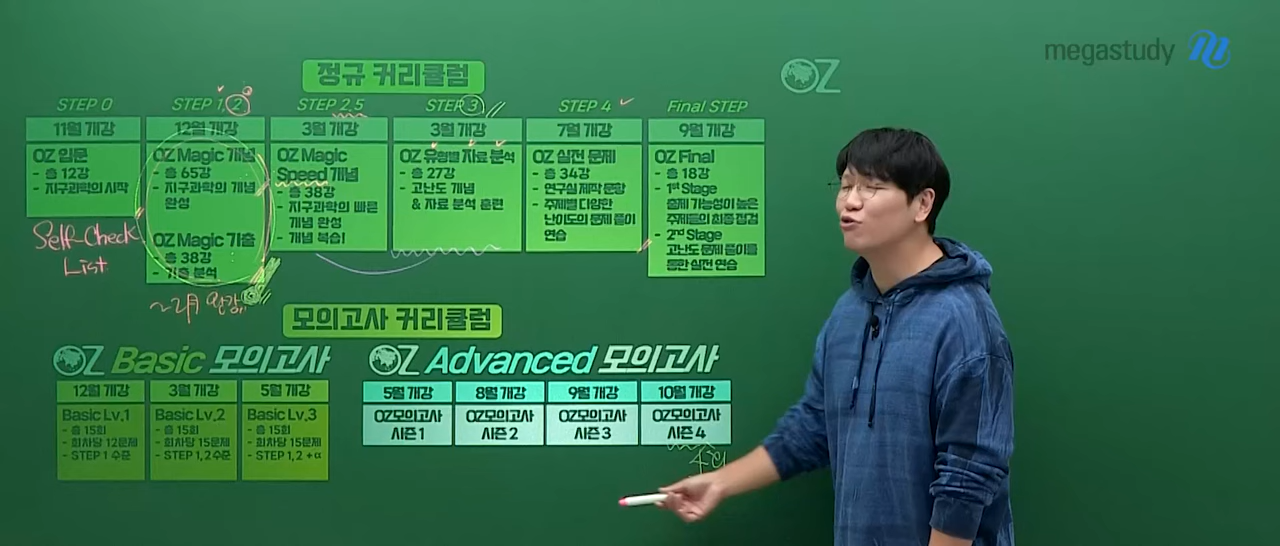 megastudy
정규 커리큘럼
OZ
STEP 0
11월 개강
OZ 입문
- 총 12강
- 지구과학의 시작
Self-Check
List
STEP 1, 2
12월 개강
OZ Magic 개념
- 총 65강
- 지구과학의 개념
완성
OZ Magic 기출
- 총 38강
- 기출 분석
~2月 완강
STEP 2.5
3월 개강
OZ Magic
Speed 개념
- 총 38강
- 지구과학의 빠른
개념 완성
- 개념 복습!
STEP 3
3월 개강
OZ 유형별 자료 분석
- 총 27강
- 고난도 개념
& 자료 분석 훈련
STEP 4
7월 개강
OZ 실전 문제
- 총 34강
- 연구실 제작 문항
- 주제별 다양한
난이도의 문제 풀이
연습
Final STEP
9월 개강
OZ Final
- 총 18강
- 1st Stage
출제 가능성이 높은
주제들의 최종 점검
- 2nd Stage
고난도 문제 풀이를
통한 실전 연습
모의고사 커리큘럼
OZ Basic 모의고사
12월 개강
Basic Lv.1
- 총 15회
- 회차당 12문제
- STEP 1 수준
3월 개강
Basic Lv.2
- 총 15회
- 회차당 15문제
- STEP 1,2 수준
5월 개강
Basic Lv.3
- 총 15회
- 회차당 15문제
- STEP 1,2 +α
OZ Advanced 모의고사
5월 개강
OZ모의고사
시즌 1
8월 개강
OZ모의고사
시즌 2
9월 개강
OZ모의고사
시즌 3
10월 개강
OZ모의고사
시즌 4